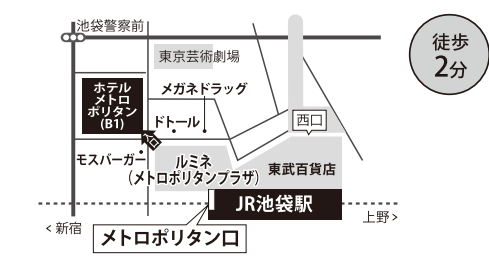 池袋警察前
徒歩
2分
東京芸術劇場
ホテル
メトロ
ポリタン
(B1)
メガネドラッグ
ドトール
西口
入口
モスバーガー
ルミネ
(メトロポリタンプラザ)
東武百貨店
JR池袋駅
<新宿
上野>
メトロポリタン口